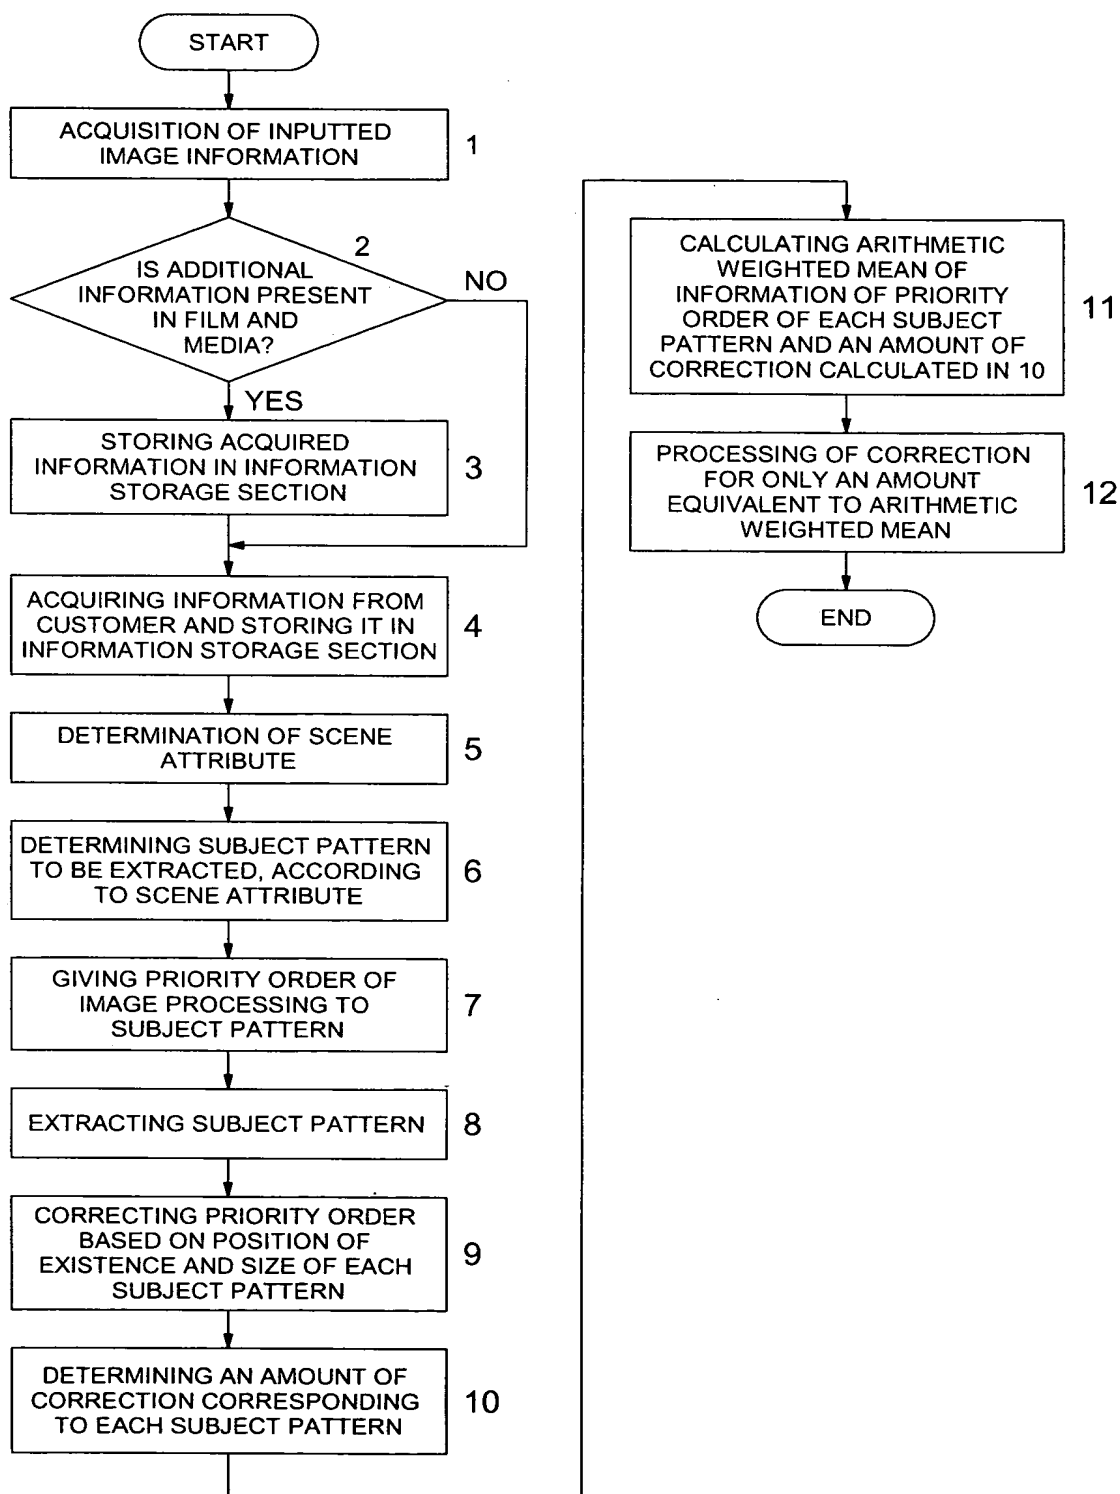 START
ACQUISITION OF INPUTTED
IMAGE INFORMATION
1
2
IS ADDITIONAL
INFORMATION PRESENT
IN FILM AND
MEDIA?
NO
YES
STORING ACQUIRED
INFORMATION IN INFORMATION
STORAGE SECTION
3
ACQUIRING INFORMATION FROM
CUSTOMER AND STORING IT IN
INFORMATION STORAGE SECTION
4
DETERMINATION OF SCENE
ATTRIBUTE
5
DETERMINING SUBJECT PATTERN
TO BE EXTRACTED, ACCORDING
TO SCENE ATTRIBUTE
6
GIVING PRIORITY ORDER OF
IMAGE PROCESSING TO
SUBJECT PATTERN
7
EXTRACTING SUBJECT PATTERN
8
CORRECTING PRIORITY ORDER
BASED ON POSITION OF
EXISTENCE AND SIZE OF EACH
SUBJECT PATTERN
9
DETERMINING AN AMOUNT OF
CORRECTION CORRESPONDING
TO EACH SUBJECT PATTERN
10
CALCULATING ARITHMETIC
WEIGHTED MEAN OF
INFORMATION OF PRIORITY
ORDER OF EACH SUBJECT
PATTERN AND AN AMOUNT OF
CORRECTION CALCULATED IN 10
11
PROCESSING OF CORRECTION
FOR ONLY AN AMOUNT
EQUIVALENT TO ARITHMETIC
WEIGHTED MEAN
12
END